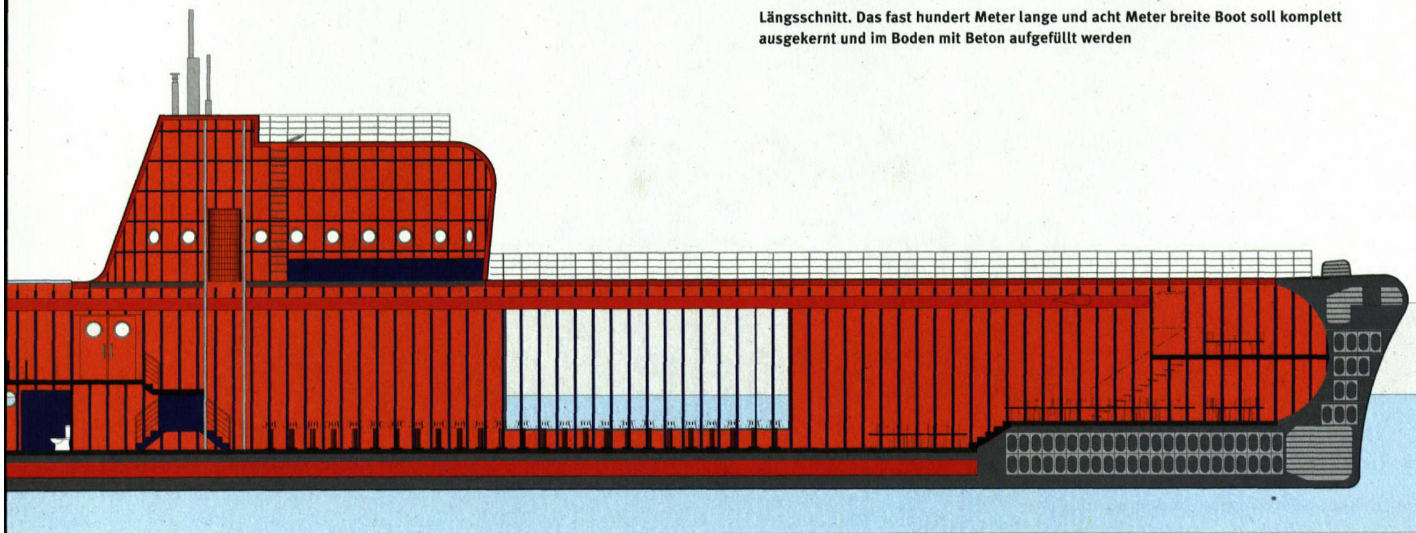 Längsschnitt. Das fast hundert Meter lange und acht Meter breite Boot soll komplett
ausgekernt und im Boden mit Beton aufgefüllt werden